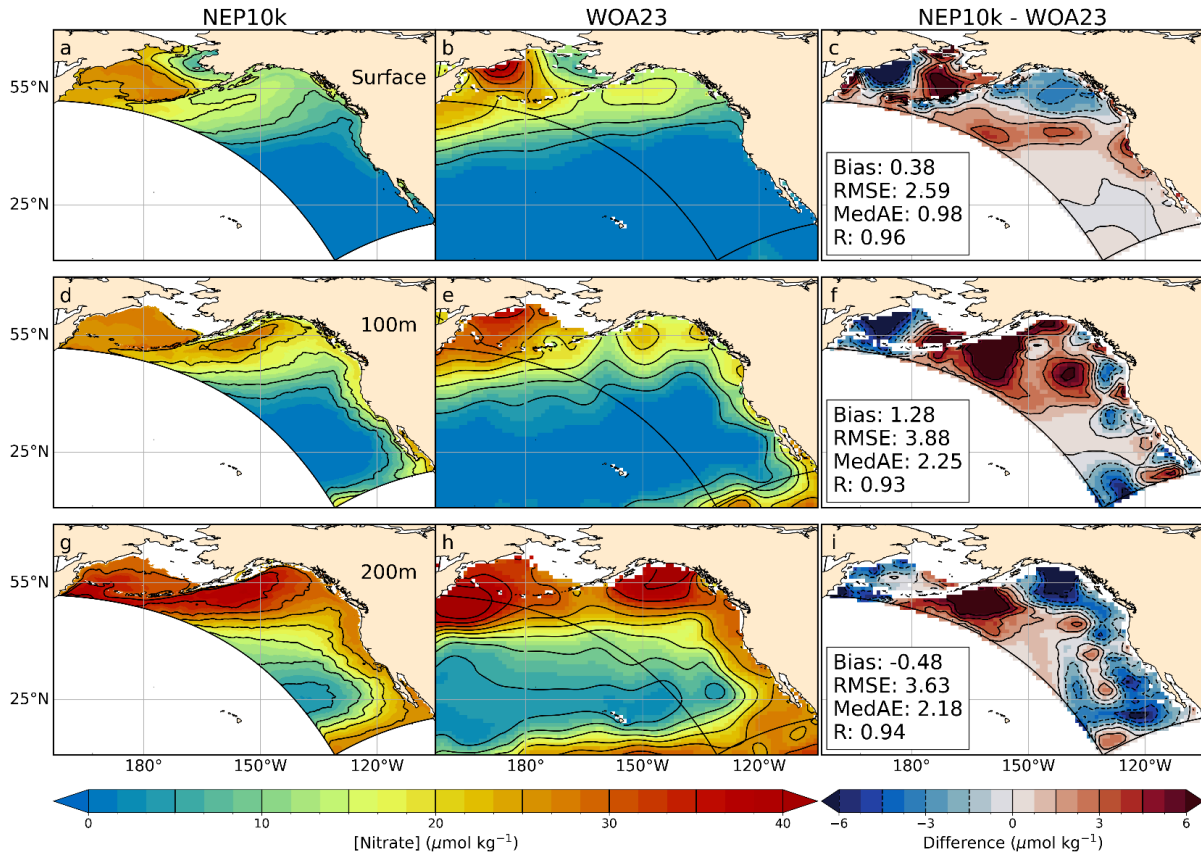 NEP10k WOA23 NEP10k - WOA23
a Surface b c
55°N
25°N
Bias: 0.38
RMSE: 2.59
MedAE: 0.98
R: 0.96
d 100m e f
55°N
25°N
Bias: 1.28
RMSE: 3.88
MedAE: 2.25
R: 0.93
g 200m h i
55°N
25°N
Bias: -0.48
RMSE: 3.63
MedAE: 2.18
R: 0.94
180° 150°W 120°W 180° 150°W 120°W 180° 150°W 120°W
0 10 20 30 40 −6 −3 0 3 6
[Nitrate] (μmol kg⁻¹) Difference (μmol kg⁻¹)